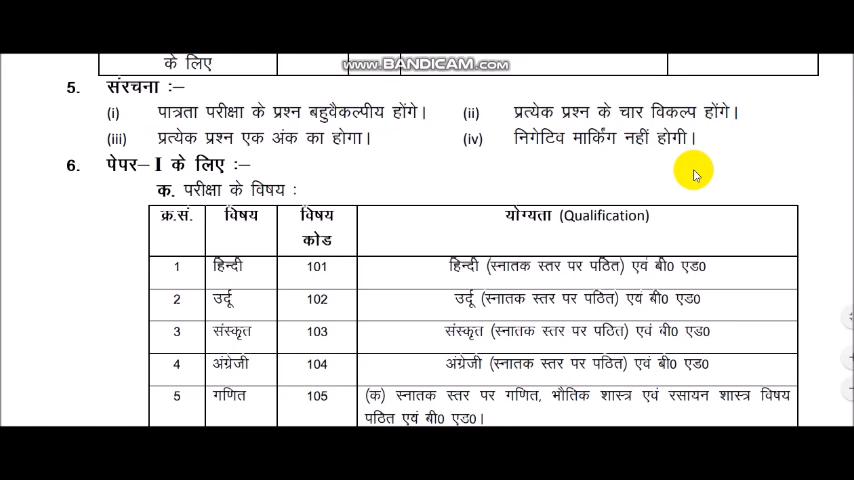 www.BANDICAM.com
के लिए
5. संरचना :–
(i) पात्रता परीक्षा के प्रश्न बहुवैकल्पीय होंगे। (ii) प्रत्येक प्रश्न के चार विकल्प होंगे।
(iii) प्रत्येक प्रश्न एक अंक का होगा। (iv) निगेटिव मार्किंग नहीं होगी।
6. पेपर– I के लिए :–
क. परीक्षा के विषय :
क्र.सं. विषय विषय कोड योग्यता (Qualification)
1 हिन्दी 101 हिन्दी (स्नातक स्तर पर पठित) एवं बी0 एड0
2 उर्दू 102 उर्दू (स्नातक स्तर पर पठित) एवं बी0 एड0
3 संस्कृत 103 संस्कृत (स्नातक स्तर पर पठित) एवं बी0 एड0
4 अंग्रेजी 104 अंग्रेजी (स्नातक स्तर पर पठित) एवं बी0 एड0
5 गणित 105 (क) स्नातक स्तर पर गणित, भौतिक शास्त्र एवं रसायन शास्त्र विषय
पठित एवं बी0 एड0।